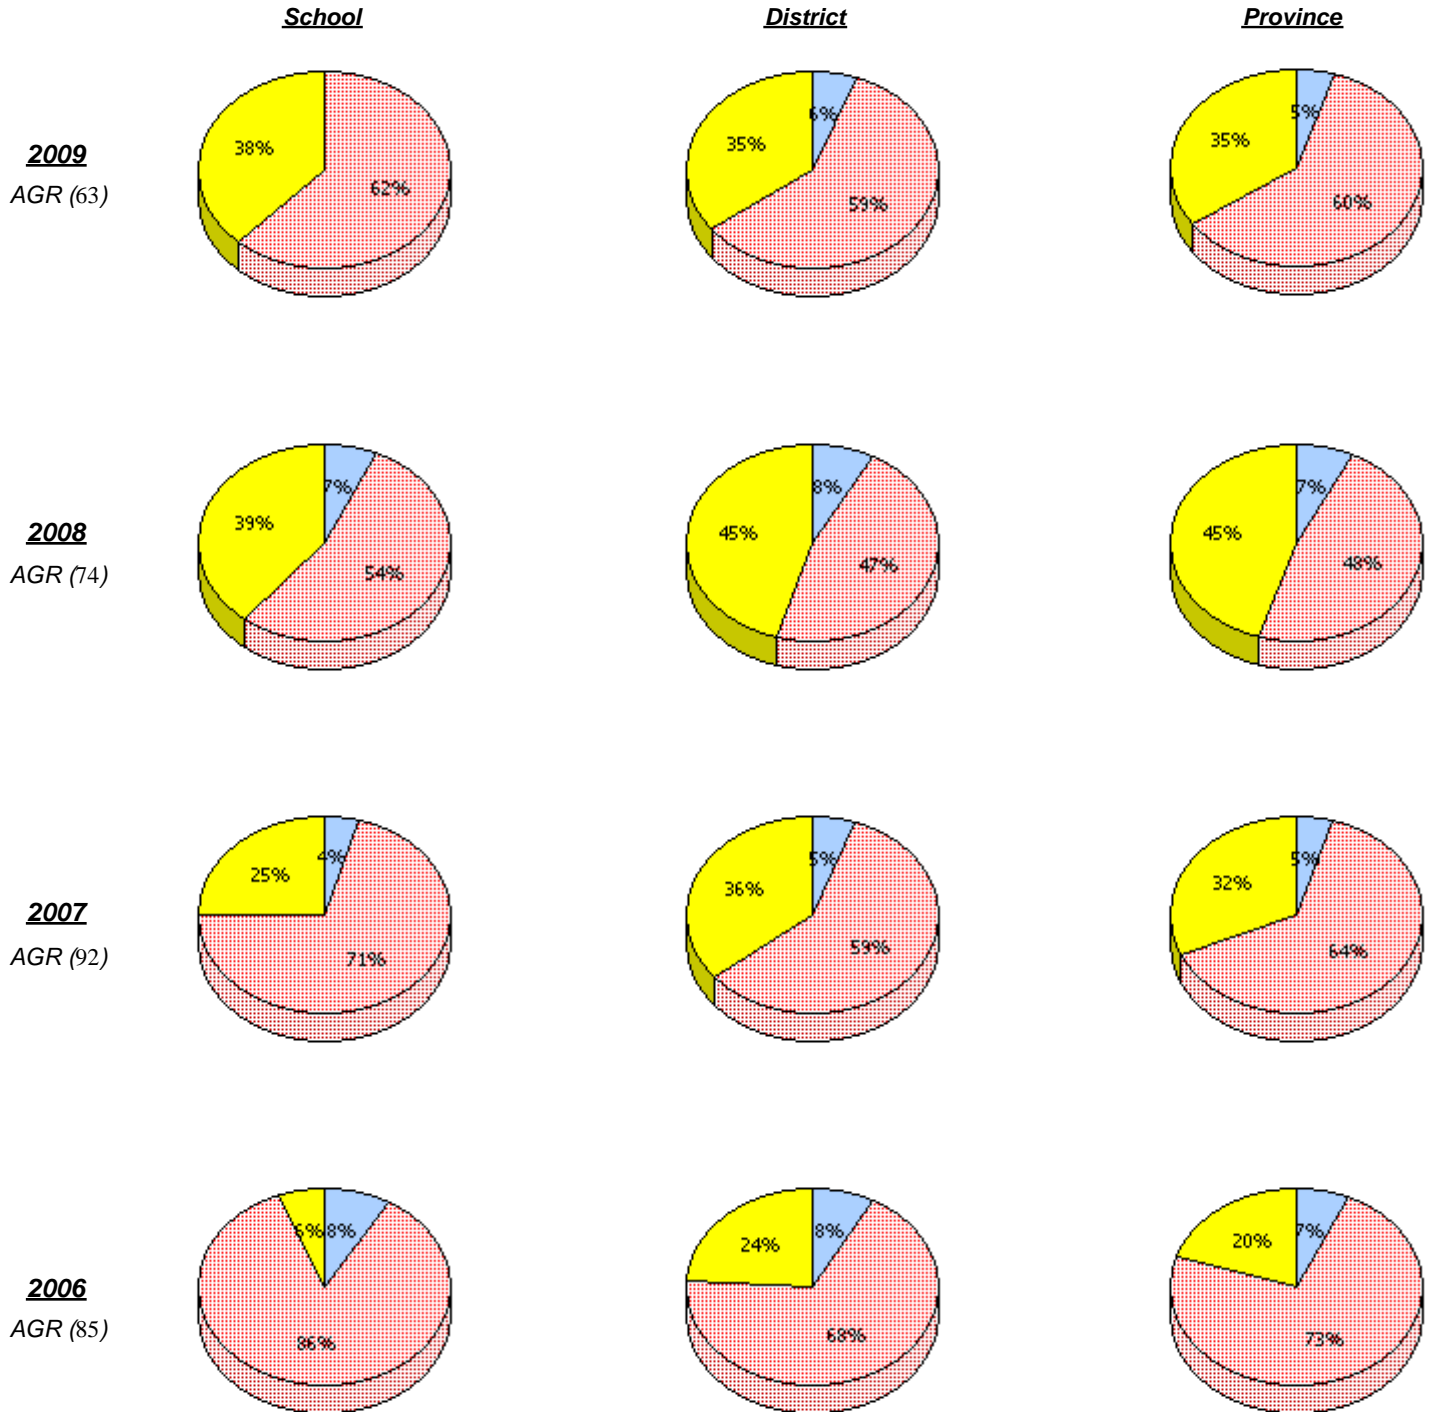 School District Province
38% 62% 35% 6% 59% 35% 5% 60%
2009
AGR (63)
39% 7% 54% 45% 8% 47% 45% 7% 48%
2008
AGR (74)
25% 4% 71% 36% 5% 59% 32% 5% 64%
2007
AGR (92)
6% 8% 86% 24% 8% 68% 20% 7% 73%
2006
AGR (85)